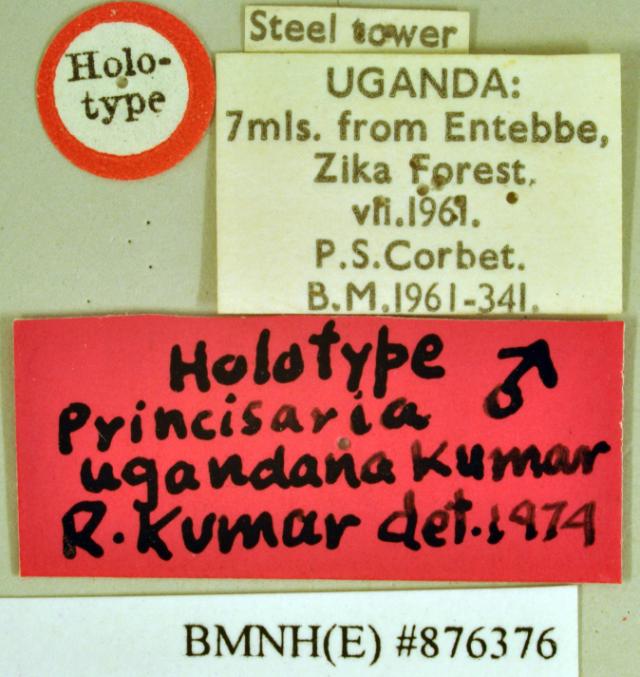 Holo-
type
Steel tower
UGANDA:
7mls. from Entebbe,
Zika Forest.
vii.1961.
P.S.Corbet.
B.M.1961-341.
Holotype ♂
Princisaria
ugandana Kumar
R. Kumar det. 1974
BMNH(E) #876376